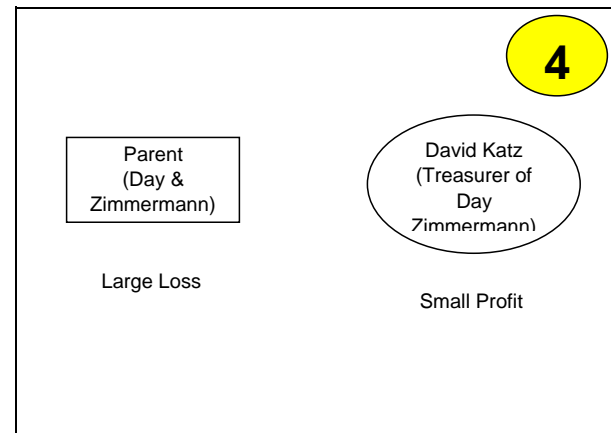 4
Parent
(Day &
Zimmermann)
David Katz
(Treasurer of
Day
Zimmermann)
Large Loss
Small Profit